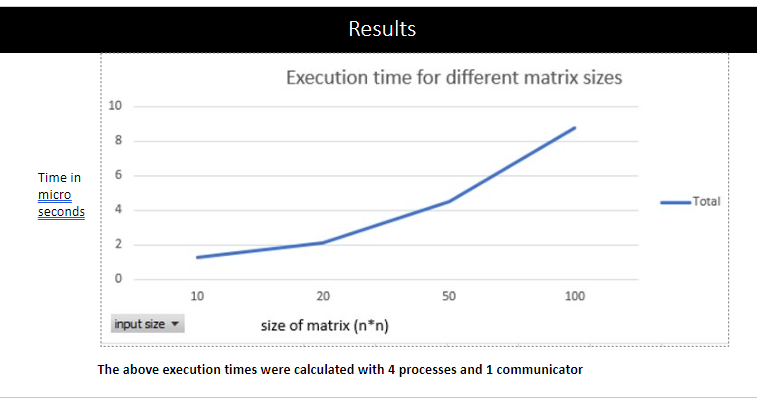 Results
Execution time for different matrix sizes
10
8
6
4
2
0
Time in
micro
seconds
Total
10 20 50 100
input size
size of matrix (n*n)
The above execution times were calculated with 4 processes and 1 communicator